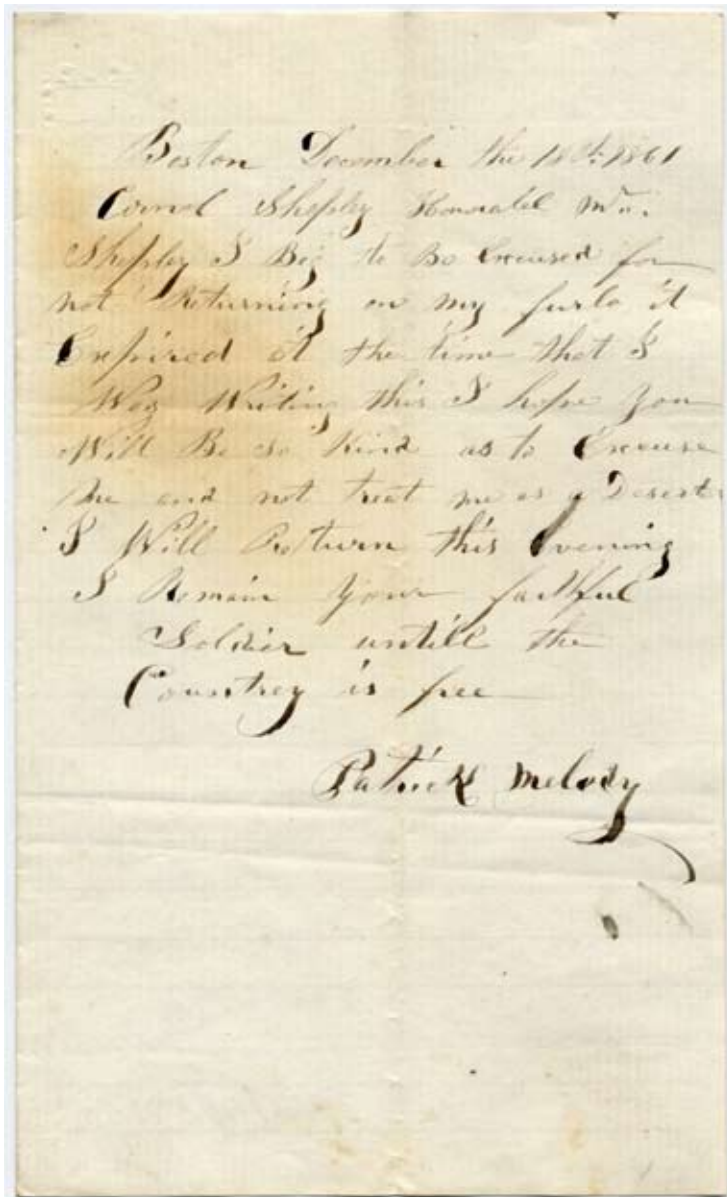 Boston December the 18th 1861
Cornol Shepley Honorable Mr.
Shepley I Beg to Be Excused for
not Returning on my furlo it
Expired at the time that I
Was Writing this I hope you
Will Be so Kind as to Excuse
me and not treat me as a Deserter
I Will Return this Evening
I Remain your faithful
Soldier untill the
Countrey is free
Patrick Melody